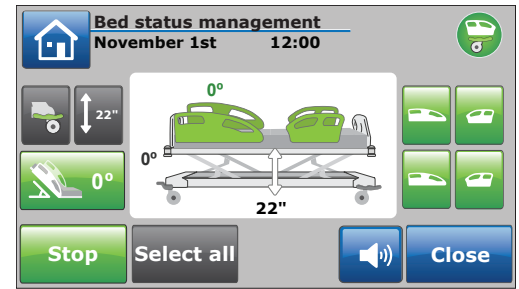 Bed status management
November 1st 12:00
0°
22"
0°
0°
22"
Stop
Select all
Close